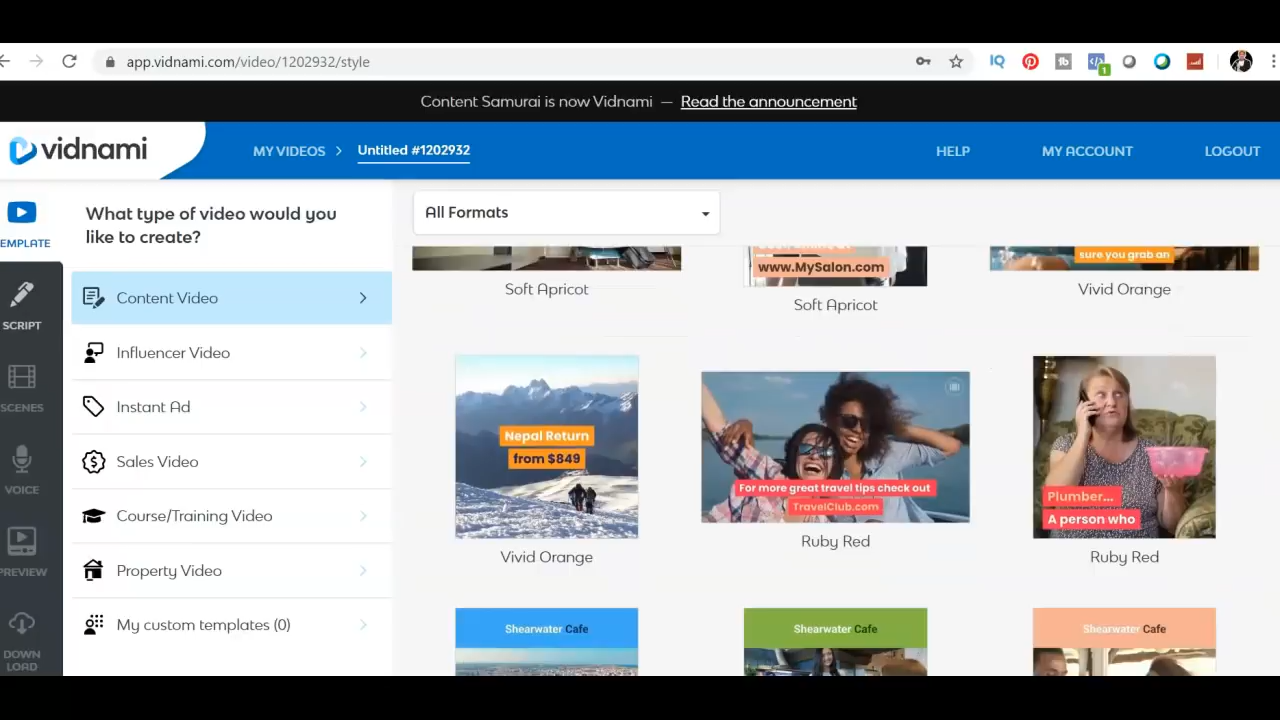 app.vidnami.com/video/1202932/style
IQ
tb
1
Content Samurai is now Vidnami — Read the announcement
vidnami
MY VIDEOS
Untitled #1202932
HELP
MY ACCOUNT
LOGOUT
EMPLATE
SCRIPT
SCENES
VOICE
PREVIEW
DOWN
LOAD
What type of video would you
like to create?
Content Video
Influencer Video
Instant Ad
Sales Video
Course/Training Video
Property Video
My custom templates (0)
All Formats
www.MySalon.com
sure you grab an
Soft Apricot
Soft Apricot
Vivid Orange
Nepal Return
from $849
For more great travel tips check out
TravelClub.com
Plumber...
A person who
Vivid Orange
Ruby Red
Ruby Red
Shearwater Cafe
Shearwater Cafe
Shearwater Cafe